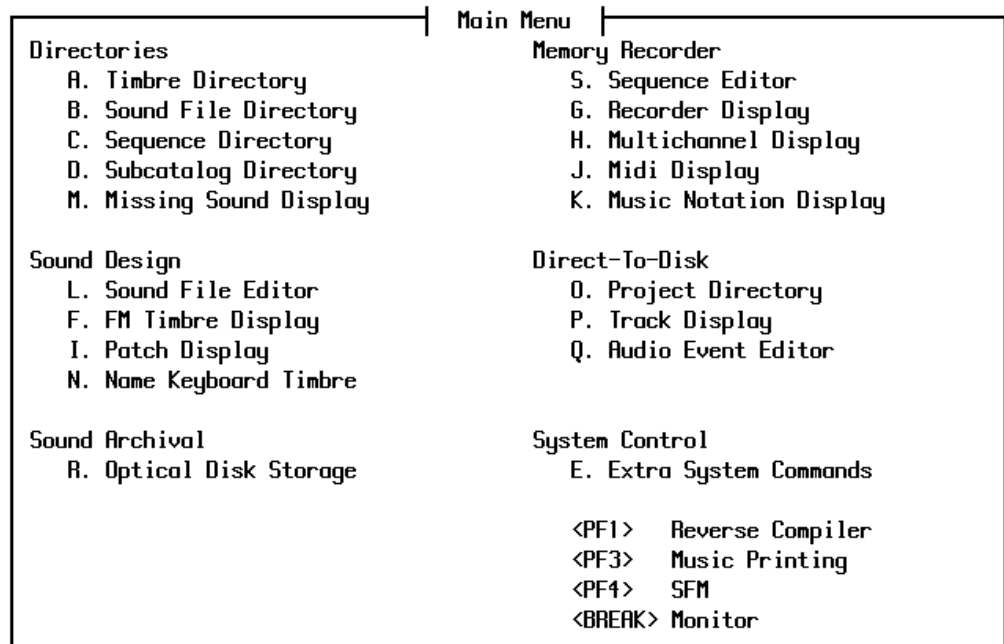 Main Menu
Directories
A. Timbre Directory
B. Sound File Directory
C. Sequence Directory
D. Subcatalog Directory
M. Missing Sound Display
Sound Design
L. Sound File Editor
F. FM Timbre Display
I. Patch Display
N. Name Keyboard Timbre
Sound Archival
R. Optical Disk Storage
Memory Recorder
S. Sequence Editor
G. Recorder Display
H. Multichannel Display
J. Midi Display
K. Music Notation Display
Direct-To-Disk
O. Project Directory
P. Track Display
Q. Audio Event Editor
System Control
E. Extra System Commands
<PF1> Reverse Compiler
<PF3> Music Printing
<PF4> SFM
<BREAK> Monitor